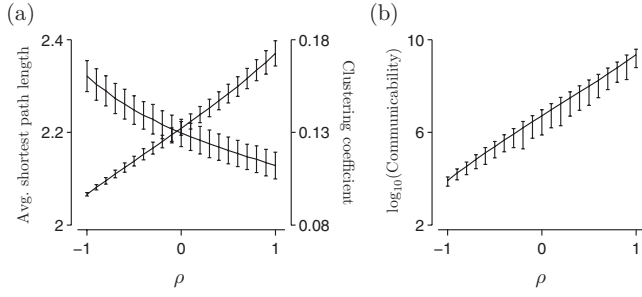 (a)
Avg. shortest path length
2.4
2.2
2
0.18
0.13
0.08
Clustering coefficient
−1
0
1
ρ
(b)
log₁₀(Communicability)
10
6
2
−1
0
1
ρ